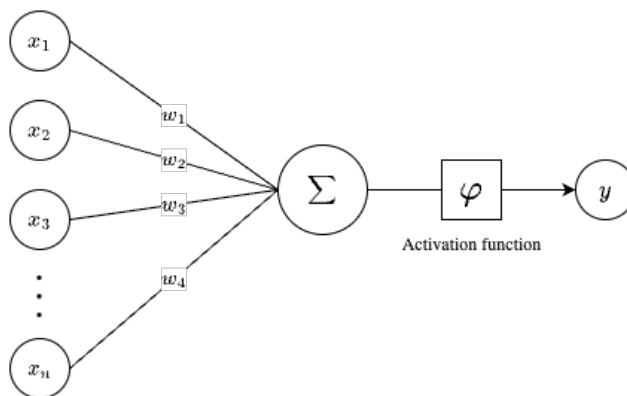 x₁
w₁
x₂
w₂
x₃
w₃
∑
φ
y
Activation function
w₄
xₙ